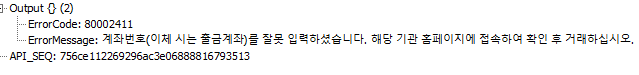 Output {} (2)
ErrorCode: 80002411
ErrorMessage: 계좌번호(이체 시는 출금계좌)를 잘못 입력하셨습니다. 해당 기관 홈페이지에 접속하여 확인 후 거래하십시오.
API_SEQ: 756ce112269296ac3e06888816793513